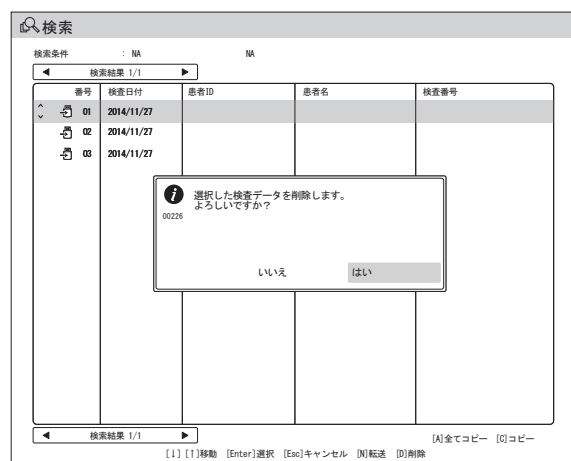 検索
検索条件 : NA NA
◀ 検索結果 1/1 ▶
番号 検査日付 患者ID 患者名 検査番号
01 2014/11/27
02 2014/11/27
03 2014/11/27
選択した検査データを削除します。
よろしいですか？
00226
いいえ はい
◀ 検索結果 1/1 ▶
[A]全てコピー [C]コピー
[↓][↑]移動 [Enter]選択 [Esc]キャンセル [N]転送 [D]削除